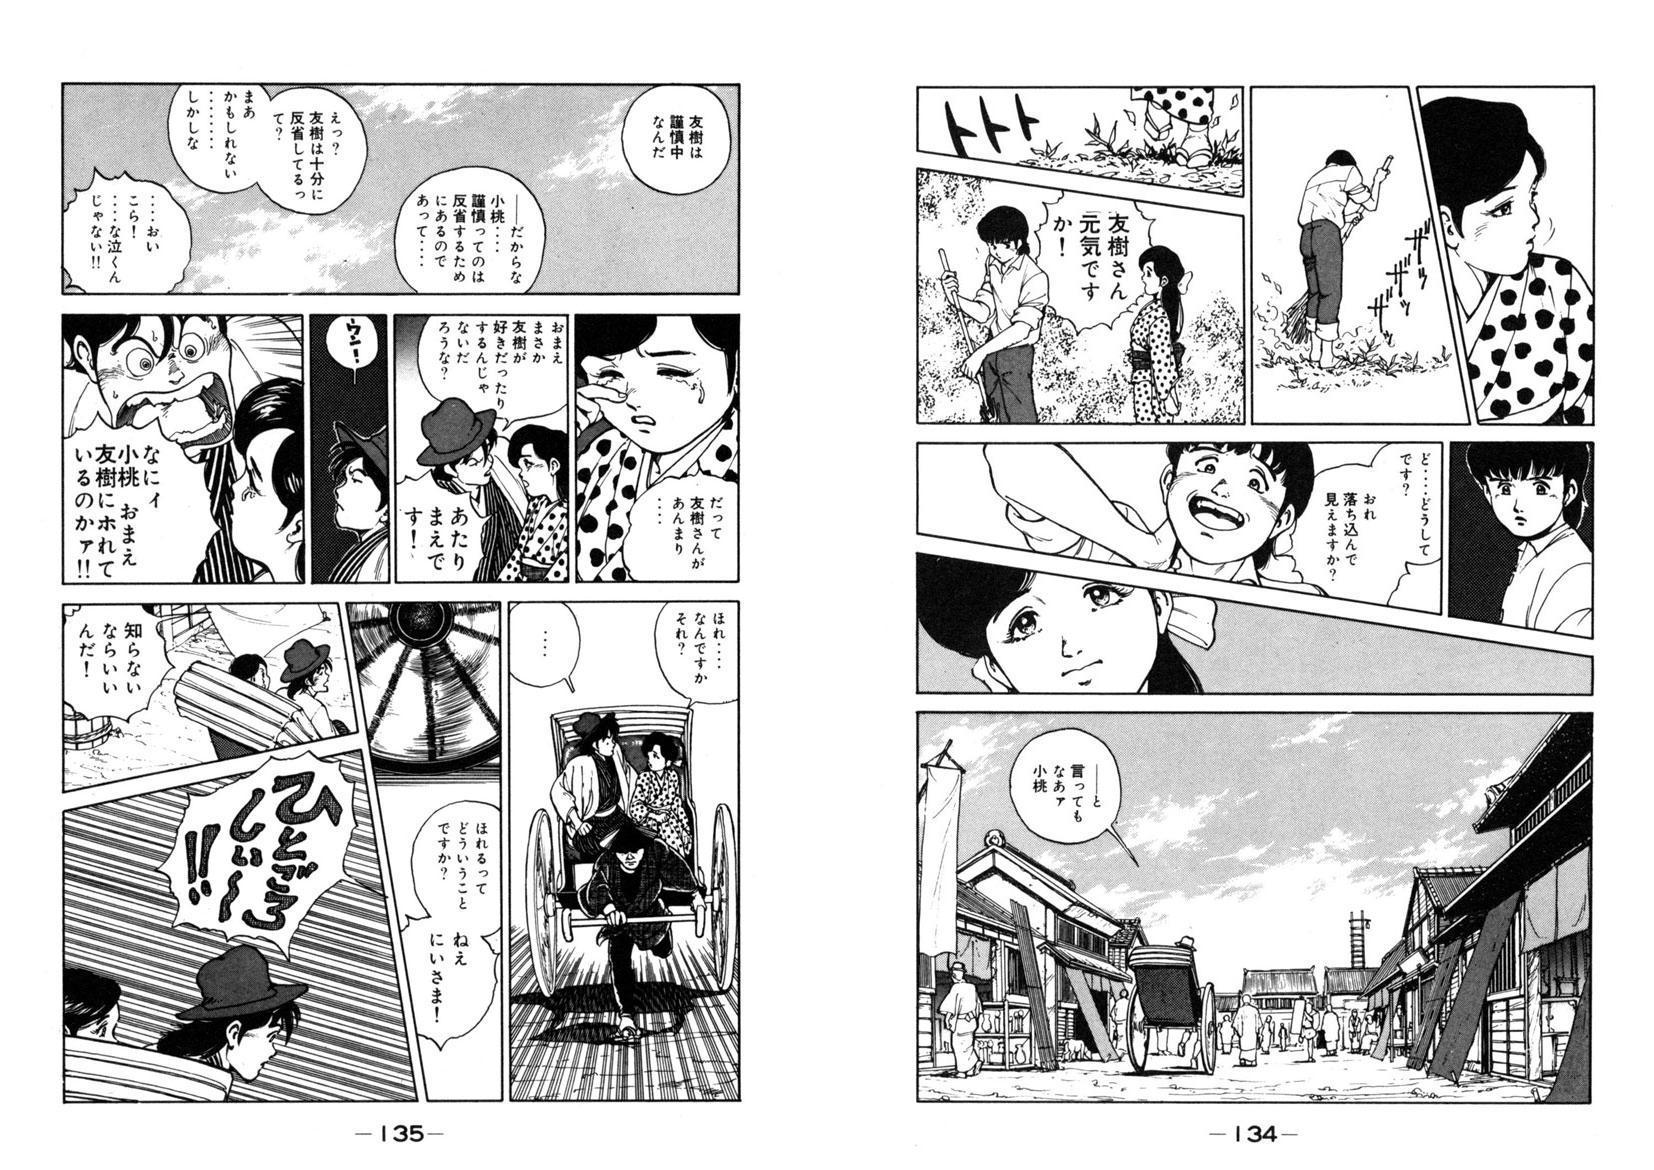 トトト
ザザッ
ザザッ
友樹さん
元気です
か!
ど‥‥どうして
です?
おれ
落ち込んで
見えますか?
──と
言っても
なあァ
小桃
—134—
友樹は
謹慎中
なんだ
──だからな
小桃‥‥
謹慎ってのは
反省するため
にあるので
あって‥‥
えっ?
友樹は十分に
反省してるっ
て?
まあ
かもしれない
‥‥‥‥
しかしな
‥‥おい
こら!
‥‥な泣くん
じゃない!!
だって
友樹さんが
あんまり
‥‥
おまえ
まさか
友樹が
好きだったり
するんじゃ
ないだ
ろうな?
あたり
まえで
す!
ウン!
なにィ
小桃 おまえ
友樹にホれて
いるのかァ!!
ほれ‥‥
なんですか
それ?
‥‥
ほれるって
どういうこと
ですか?
ねえ
にいさま!
知らない
ならいい
んだ!
ひとごろ
しぃ〜
!!
—135—